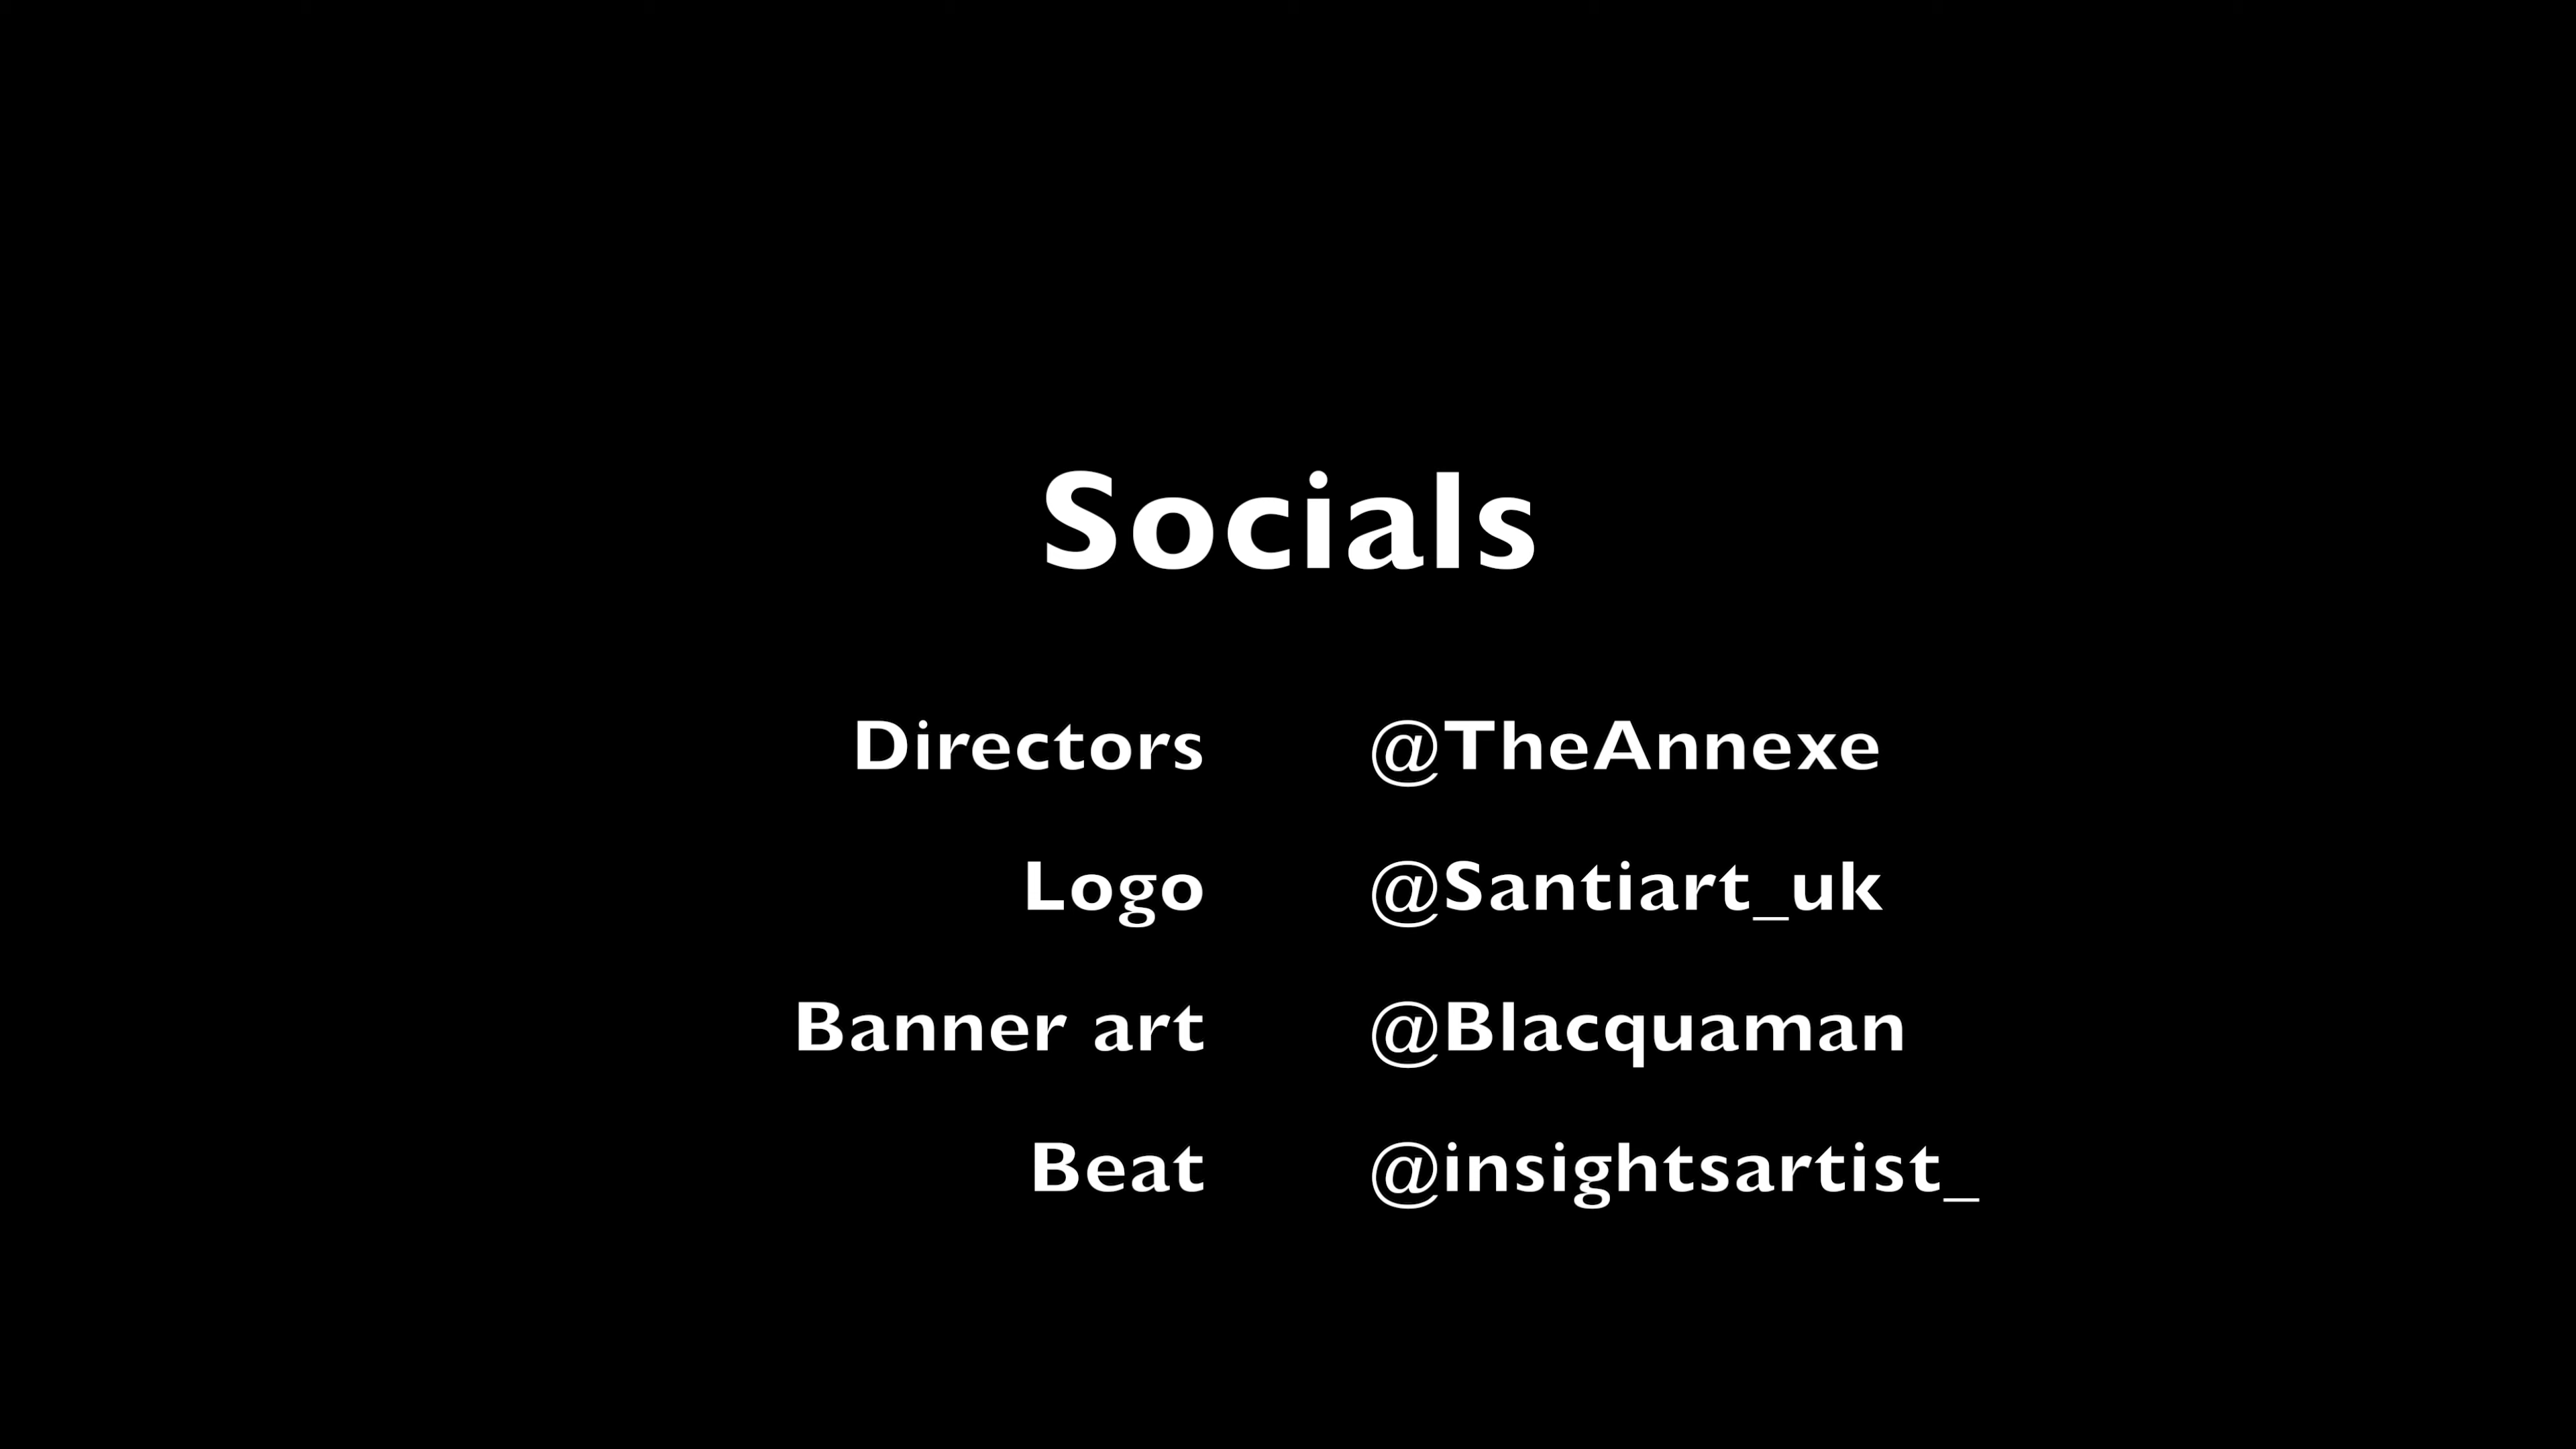 Socials
Directors @TheAnnexe
Logo @Santiart_uk
Banner art @Blacquaman
Beat @insightsartist_